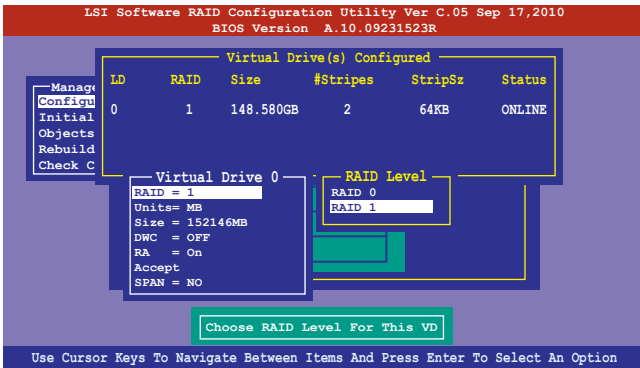 LSI Software RAID Configuration Utility Ver C.05 Sep 17,2010
BIOS Version A.10.09231523R
Virtual Drive(s) Configured
LD RAID Size #Stripes StripSz Status
0 1 148.580GB 2 64KB ONLINE
Manage
Configu
Initial
Objects
Rebuild
Check C
Virtual Drive 0
RAID = 1
Units= MB
Size = 152146MB
DWC = OFF
RA = On
Accept
SPAN = NO
RAID Level
RAID 0
RAID 1
Choose RAID Level For This VD
Use Cursor Keys To Navigate Between Items And Press Enter To Select An Option